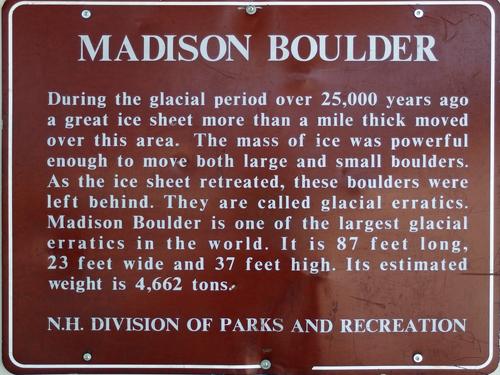 MADISON BOULDER
During the glacial period over 25,000 years ago
a great ice sheet more than a mile thick moved
over this area. The mass of ice was powerful
enough to move both large and small boulders.
As the ice sheet retreated, these boulders were
left behind. They are called glacial erratics.
Madison Boulder is one of the largest glacial
erratics in the world. It is 87 feet long,
23 feet wide and 37 feet high. Its estimated
weight is 4,662 tons.
N.H. DIVISION OF PARKS AND RECREATION